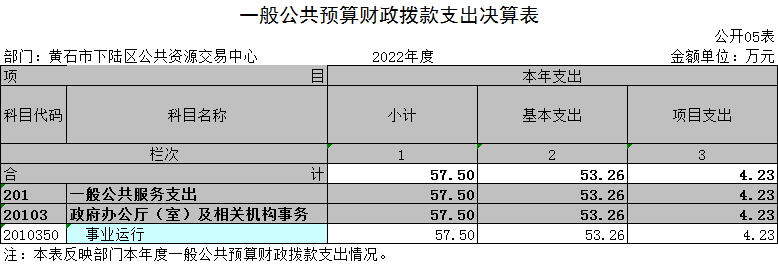 一般公共预算财政拨款支出决算表
公开05表
部门：黄石市下陆区公共资源交易中心 2022年度 金额单位：万元
项 目 本年支出
科目代码 科目名称 小计 基本支出 项目支出
栏次 1 2 3
合 计 57.50 53.26 4.23
201 一般公共服务支出 57.50 53.26 4.23
20103 政府办公厅（室）及相关机构事务 57.50 53.26 4.23
2010350 事业运行 57.50 53.26 4.23
注：本表反映部门本年度一般公共预算财政拨款支出情况。